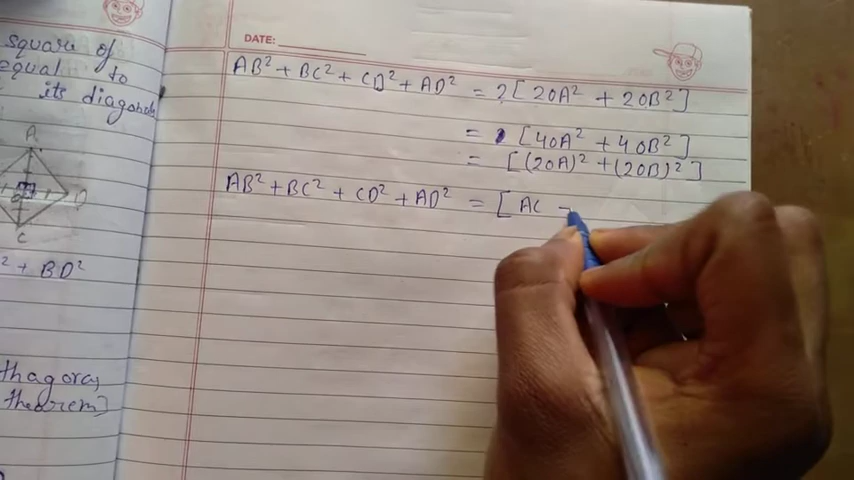 square of
equal to
its diagonals
A
O
D
C
² + BD²
thagoras
theorem]
DATE:
AB² + BC² + CD² + AD² = 2[2OA² + 2OB²]
= [4OA² + 4OB²]
= [(2OA)² + (2OB)²]
AB² + BC² + CD² + AD² = [AC